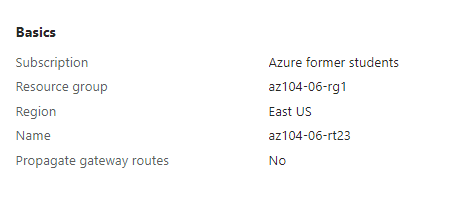 Basics
Subscription Azure former students
Resource group az104-06-rg1
Region East US
Name az104-06-rt23
Propagate gateway routes No